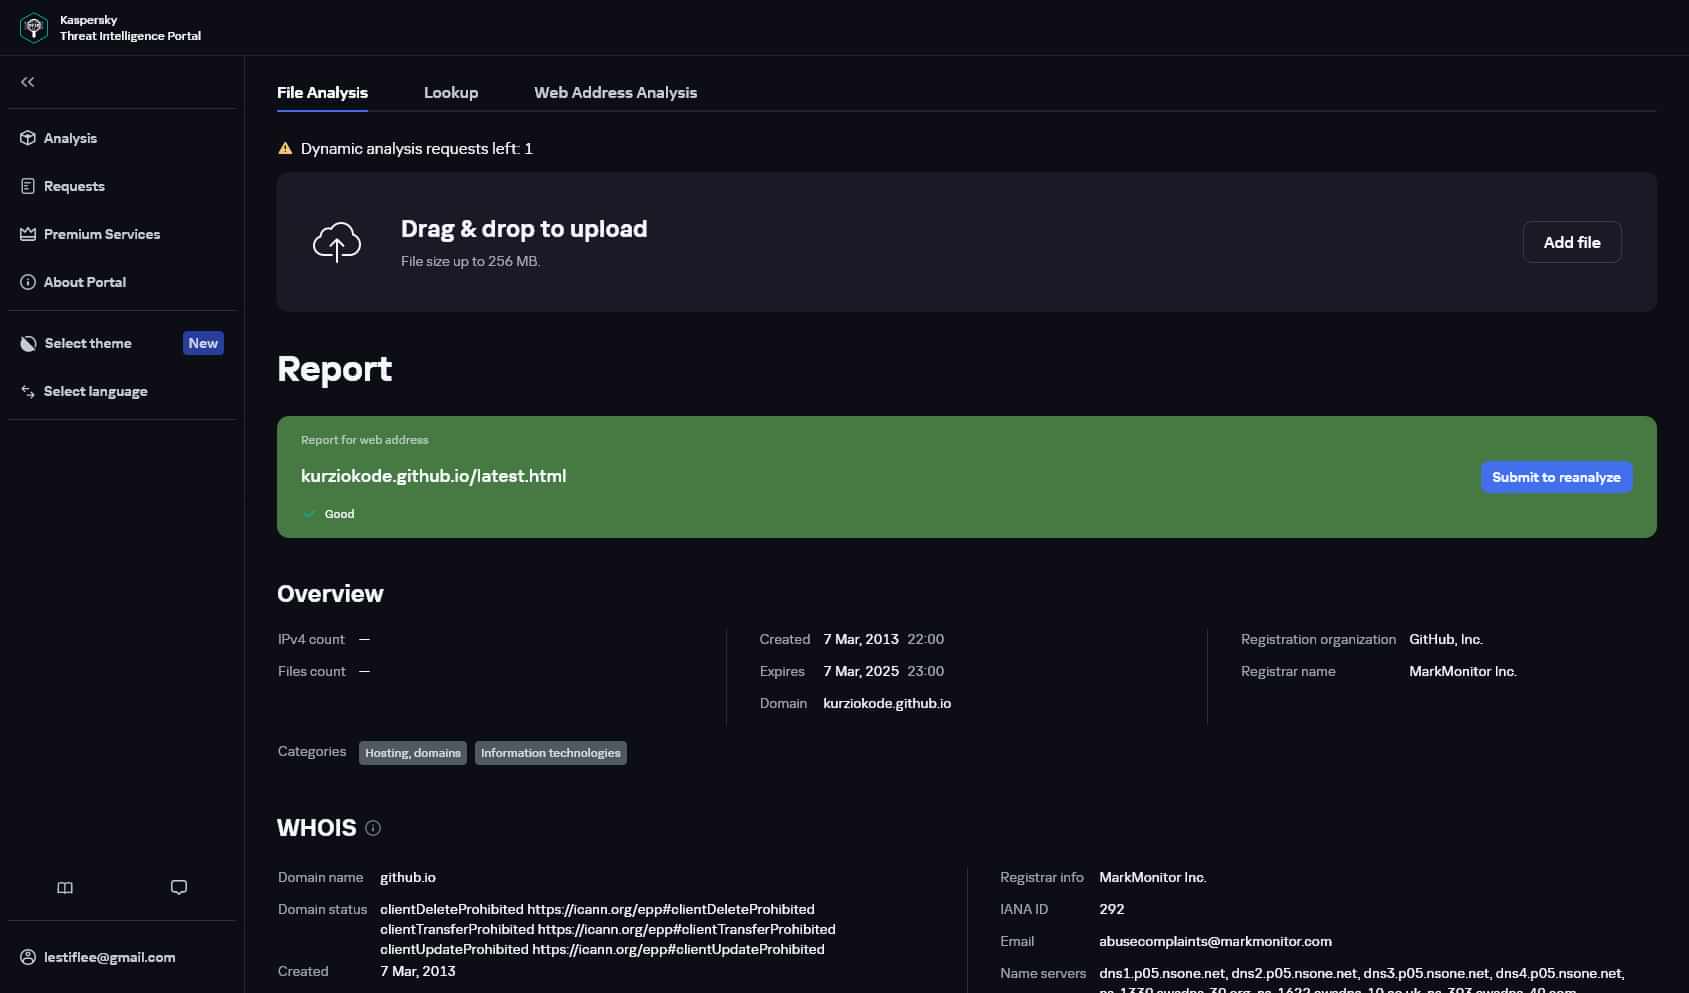 Kaspersky
Threat Intelligence Portal
Analysis
Requests
Premium Services
About Portal
Select theme New
Select language
lestiflee@gmail.com
File Analysis Lookup Web Address Analysis
Dynamic analysis requests left: 1
Drag & drop to upload
File size up to 256 MB.
Add file
Report
Report for web address
kurziokode.github.io/latest.html
Submit to reanalyze
Good
Overview
IPv4 count —
Files count —
Created 7 Mar, 2013 22:00
Expires 7 Mar, 2025 23:00
Domain kurziokode.github.io
Registration organization GitHub, Inc.
Registrar name MarkMonitor Inc.
Categories Hosting, domains Information technologies
WHOIS
Domain name github.io
Domain status clientDeleteProhibited https://icann.org/epp#clientDeleteProhibited
clientTransferProhibited https://icann.org/epp#clientTransferProhibited
clientUpdateProhibited https://icann.org/epp#clientUpdateProhibited
Created 7 Mar, 2013
Registrar info MarkMonitor Inc.
IANA ID 292
Email abusecomplaints@markmonitor.com
Name servers dns1.p05.nsone.net, dns2.p05.nsone.net, dns3.p05.nsone.net, dns4.p05.nsone.net,